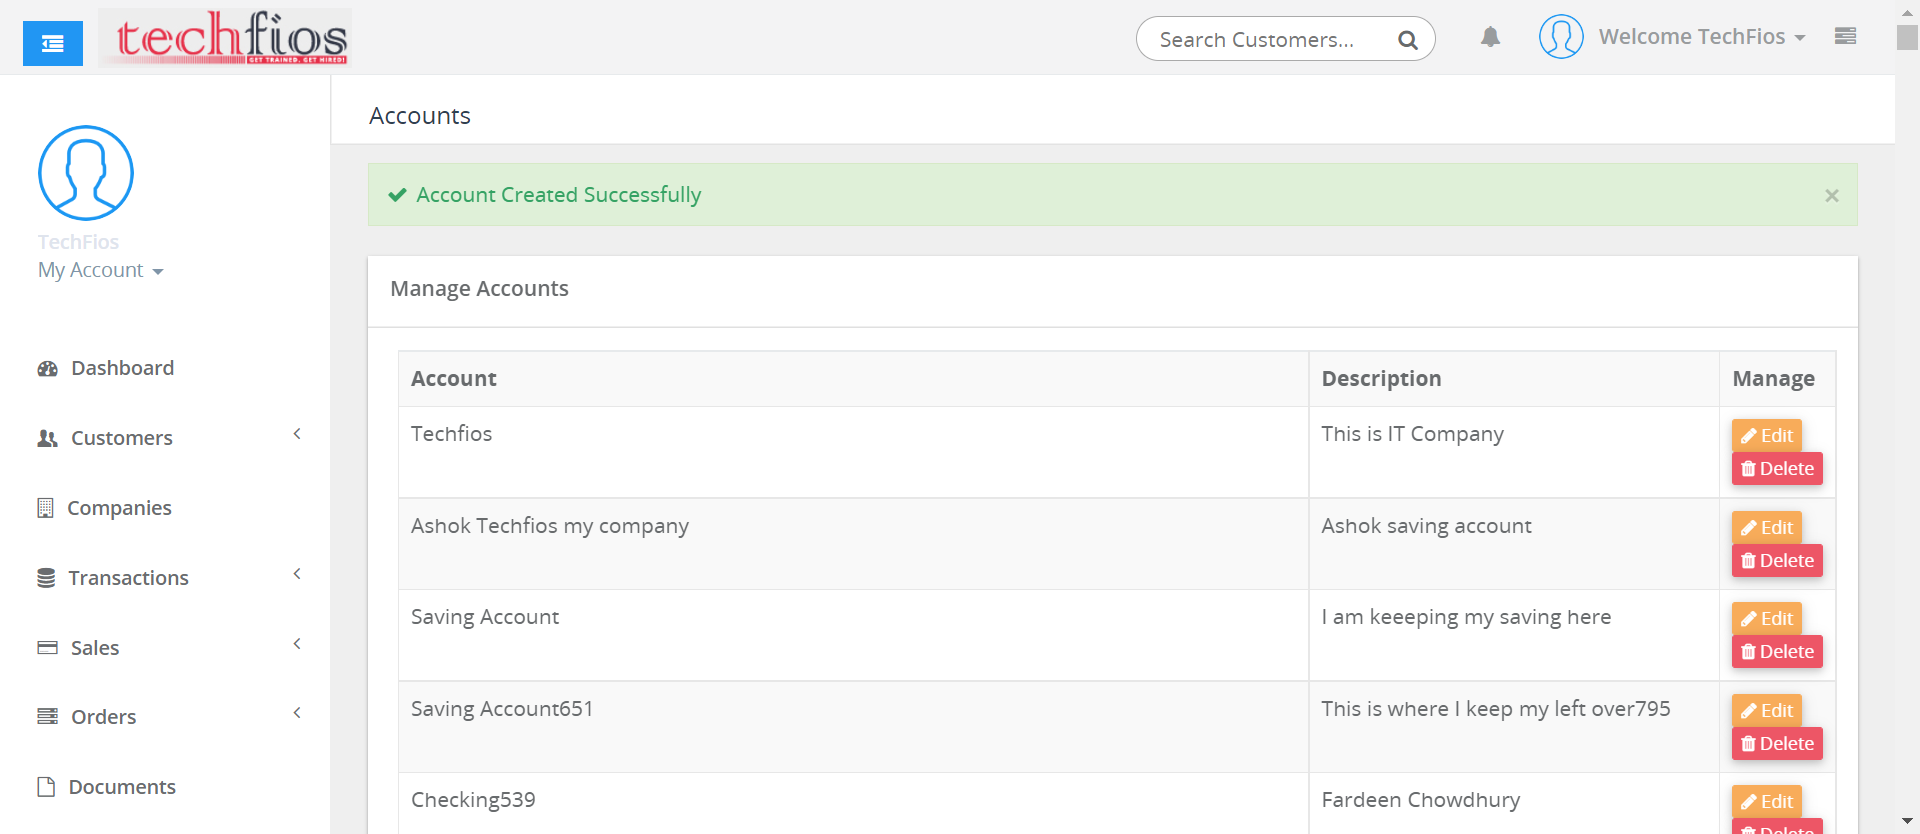 techfios
GET TRAINED. GET HIRED!
Search Customers...
Welcome TechFios
TechFios
My Account
Dashboard
Customers
Companies
Transactions
Sales
Orders
Documents
Accounts
Account Created Successfully
×
Manage Accounts
Account Description Manage
Techfios This is IT Company Edit
Delete
Ashok Techfios my company Ashok saving account Edit
Delete
Saving Account I am keeeping my saving here Edit
Delete
Saving Account651 This is where I keep my left over795 Edit
Delete
Checking539 Fardeen Chowdhury Edit
Delete